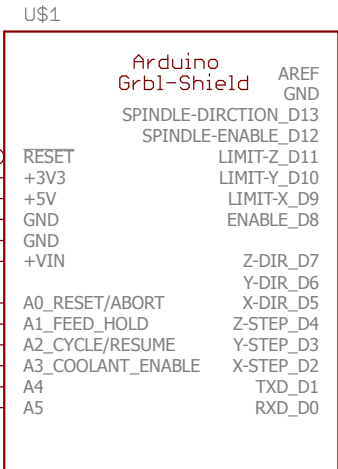 U$1
Arduino
Grbl-Shield
AREF
GND
SPINDLE-DIRCTION_D13
SPINDLE-ENABLE_D12
RESET LIMIT-Z_D11
+3V3 LIMIT-Y_D10
+5V LIMIT-X_D9
GND ENABLE_D8
GND
+VIN Z-DIR_D7
Y-DIR_D6
A0_RESET/ABORT X-DIR_D5
A1_FEED_HOLD Z-STEP_D4
A2_CYCLE/RESUME Y-STEP_D3
A3_COOLANT_ENABLE X-STEP_D2
A4 TXD_D1
A5 RXD_D0